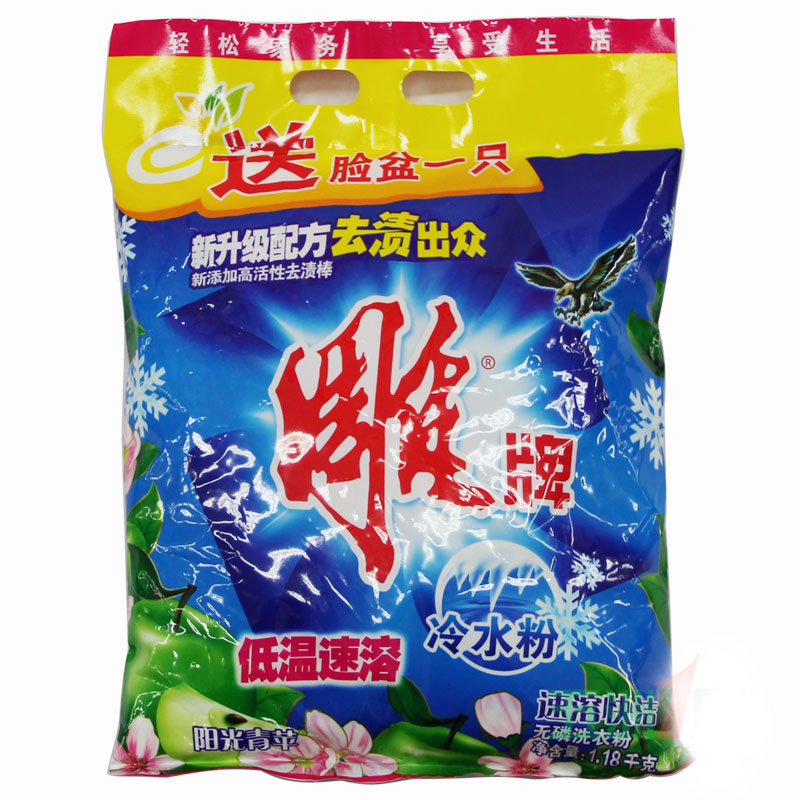 轻松家务 享受生活
送脸盆一只
新升级配方去渍出众
新添加高活性去渍棒
雕
®
牌
冷水粉
低温速溶
速溶快洁
阳光青苹
无磷洗衣粉
净含量:1.18千克